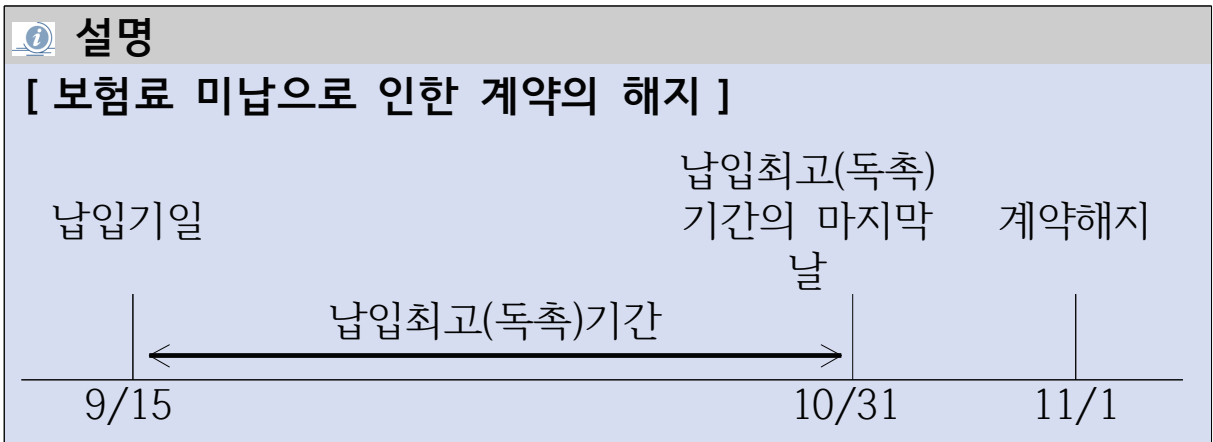 설명
[ 보험료 미납으로 인한 계약의 해지 ]
납입기일
납입최고(독촉)
기간의 마지막
날
계약해지
납입최고(독촉)기간
9/15
10/31
11/1